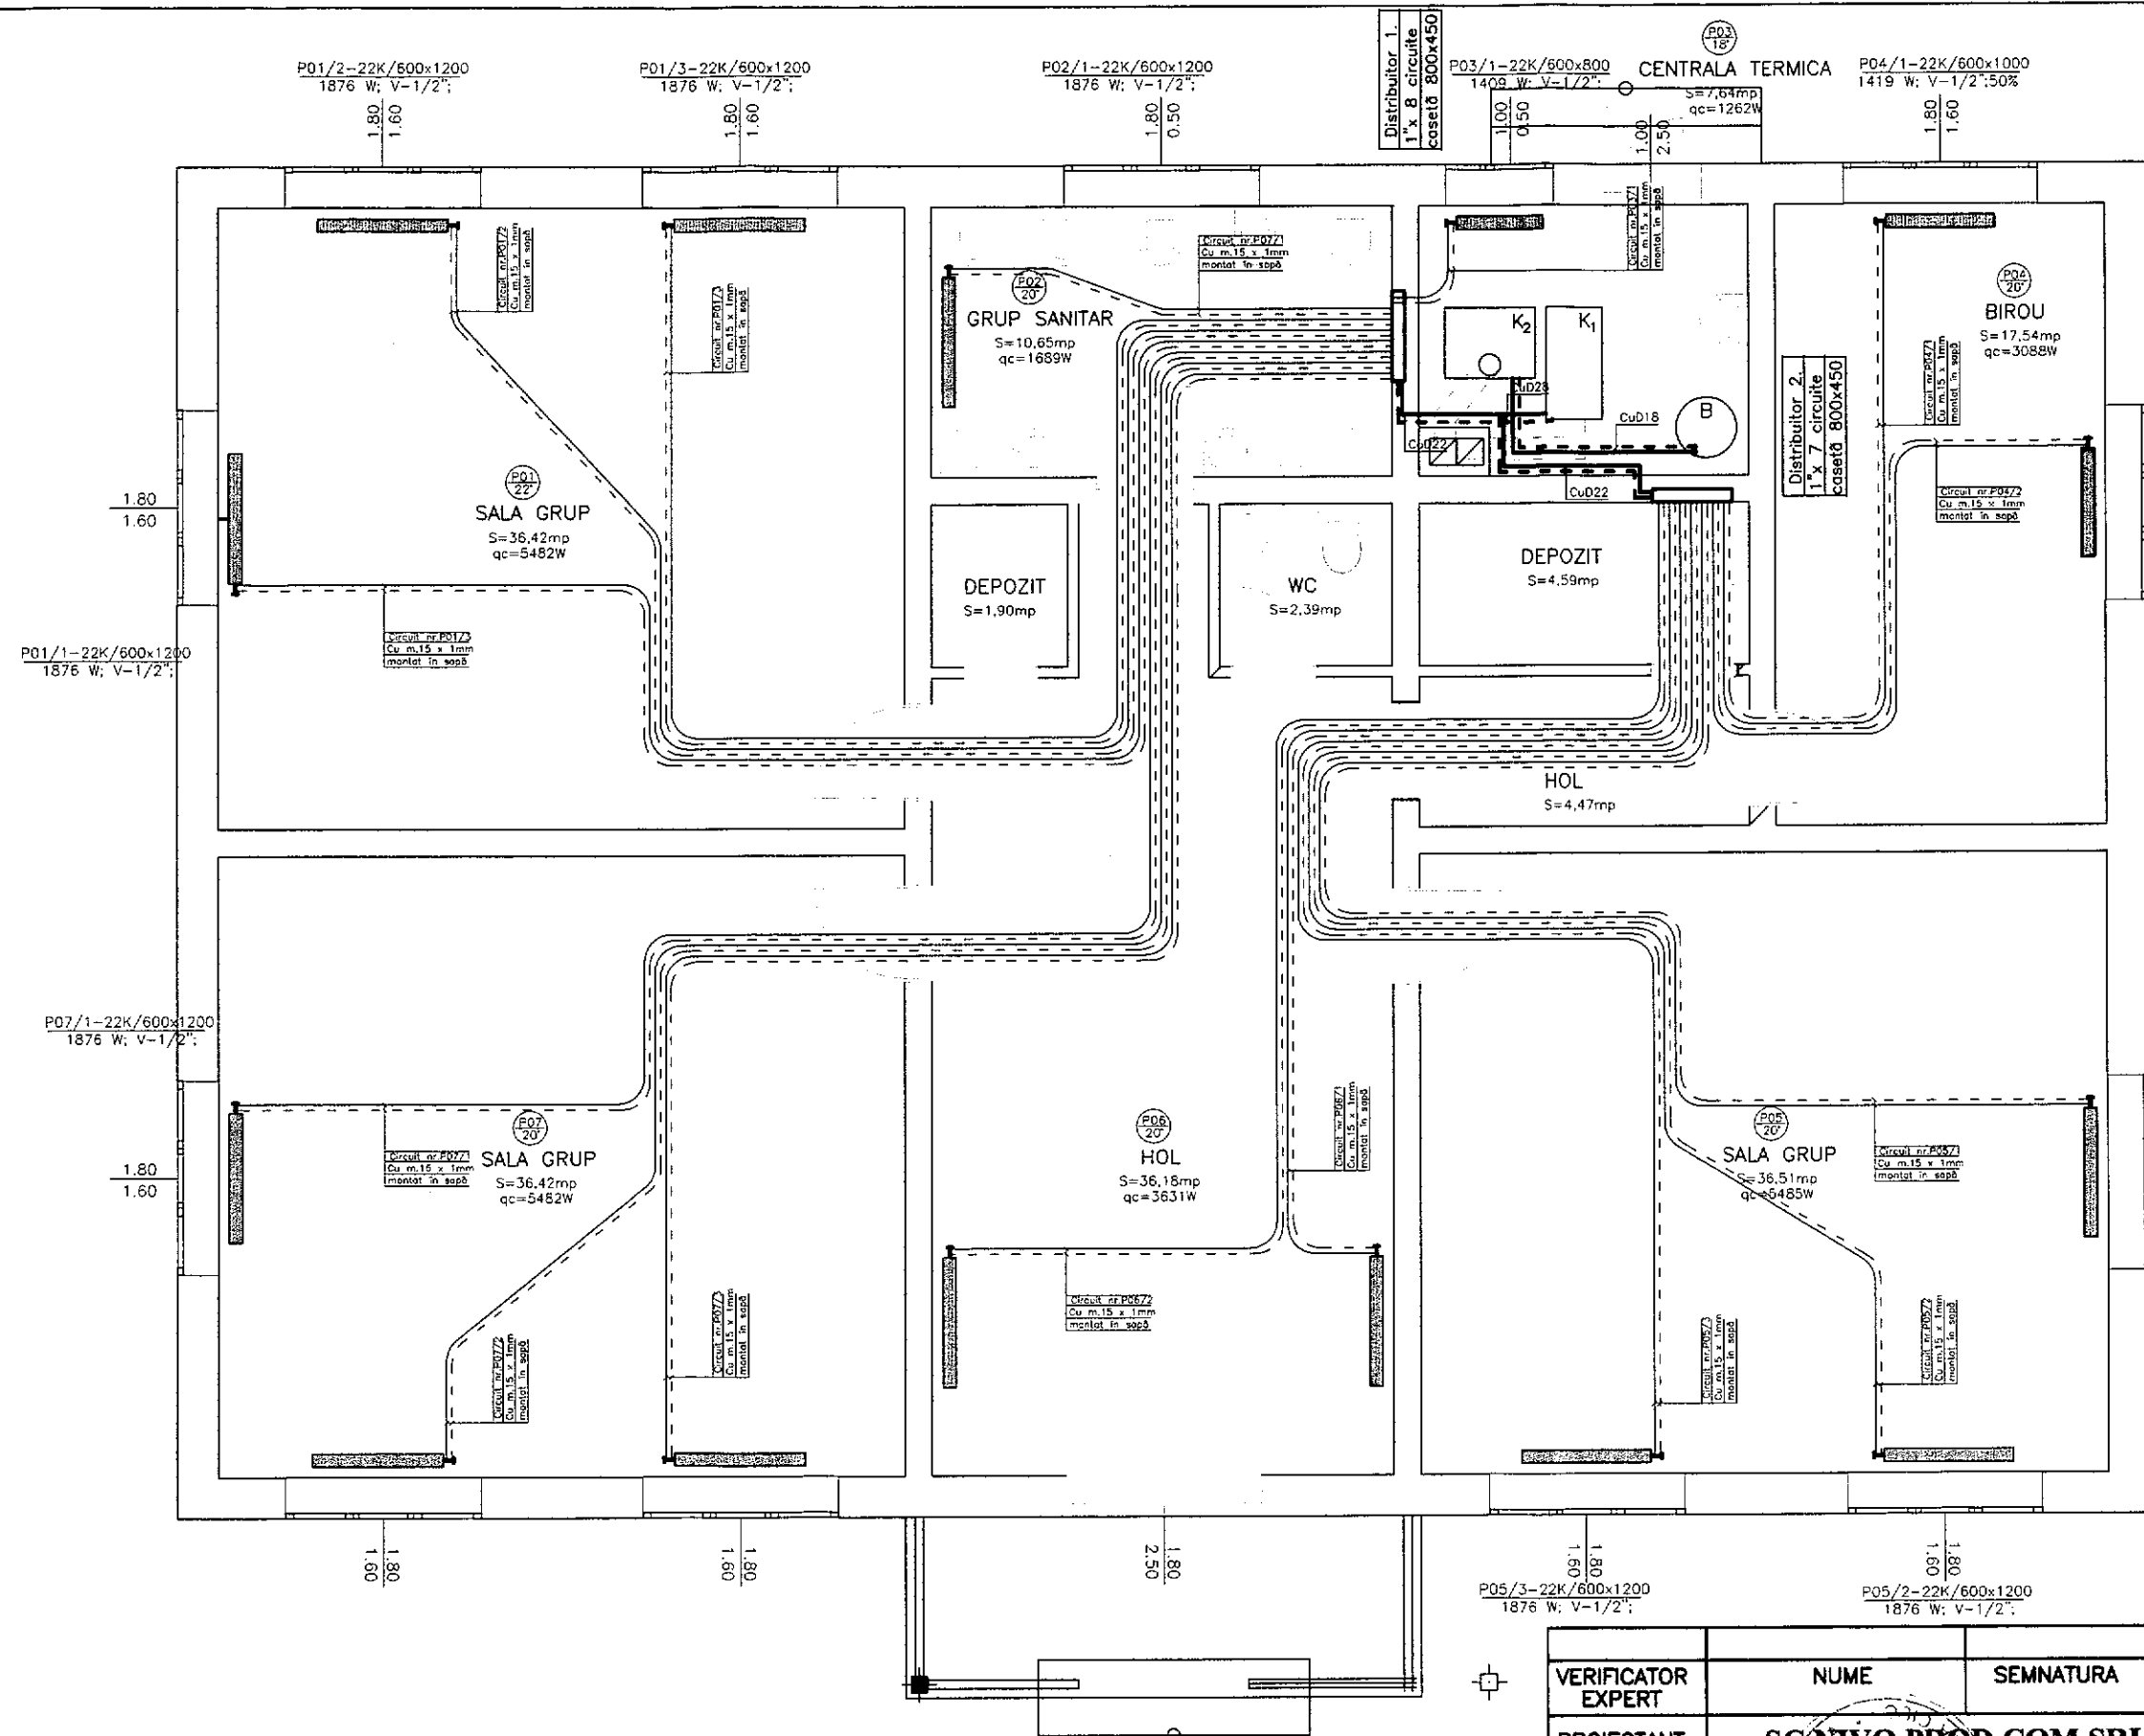 P01/2-22K/600x1200
1876 W; V-1/2";
1.80
1.60
P01/3-22K/600x1200
1876 W; V-1/2";
1.80
1.60
P02/1-22K/600x1200
1876 W; V-1/2";
1.80
0.50
Distribuitor 1.
1"x 8 circuite
casetă 800x450
P03/1-22K/600x800
1409 W; V-1/2";
1.00
0.50
P03
18°
CENTRALA TERMICA
S=7,64mp
qc=1262W
1.00
2.50
P04/1-22K/600x1000
1419 W; V-1/2";50%
1.80
1.60
Circuit nr.P01/2
Cu m.15 x 1mm
montat în sapă
Circuit nr.P01/3
Cu m.15 x 1mm
montat în sapă
Circuit nr.P07/1
Cu m.15 x 1mm
montat în sapă
Circuit nr.P03/1
Cu m.15 x 1mm
montat în sapă
P02
20°
GRUP SANITAR
S=10,65mp
qc=1689W
K2
K1
B
CuD28
CuD18
CuD22
CuD22
P04
20°
BIROU
S=17,54mp
qc=3088W
Circuit nr.P04/1
Cu m.15 x 1mm
montat în sapă
Distribuitor 2.
1"x 7 circuite
casetă 800x450
Circuit nr.P04/2
Cu m.15 x 1mm
montat în sapă
P01
22°
SALA GRUP
S=36,42mp
qc=5482W
1.80
1.60
DEPOZIT
S=1,90mp
WC
S=2,39mp
DEPOZIT
S=4,59mp
Circuit nr.P01/3
Cu m.15 x 1mm
montat în sapă
P01/1-22K/600x1200
1876 W; V-1/2";
HOL
S=4,47mp
P07/1-22K/600x1200
1876 W; V-1/2";
P07
20°
SALA GRUP
S=36,42mp
qc=5482W
Circuit nr.P07/1
Cu m.15 x 1mm
montat în sapă
1.80
1.60
P06
20°
HOL
S=36,18mp
qc=3631W
Circuit nr.P06/1
Cu m.15 x 1mm
montat în sapă
P05
20°
SALA GRUP
S=36,51mp
qc=5485W
Circuit nr.P05/1
Cu m.15 x 1mm
montat în sapă
Circuit nr.P07/2
Cu m.15 x 1mm
montat în sapă
Circuit nr.P07/3
Cu m.15 x 1mm
montat în sapă
Circuit nr.P06/2
Cu m.15 x 1mm
montat în sapă
Circuit nr.P05/3
Cu m.15 x 1mm
montat în sapă
Circuit nr.P05/2
Cu m.15 x 1mm
montat în sapă
1.80
1.60
1.80
1.60
1.80
2.50
1.80
1.60
1.80
1.60
P05/3-22K/600x1200
1876 W; V-1/2";
P05/2-22K/600x1200
1876 W; V-1/2";
VERIFICATOR
EXPERT
NUME
SEMNATURA
PROIECTANT
PROD COM SRL